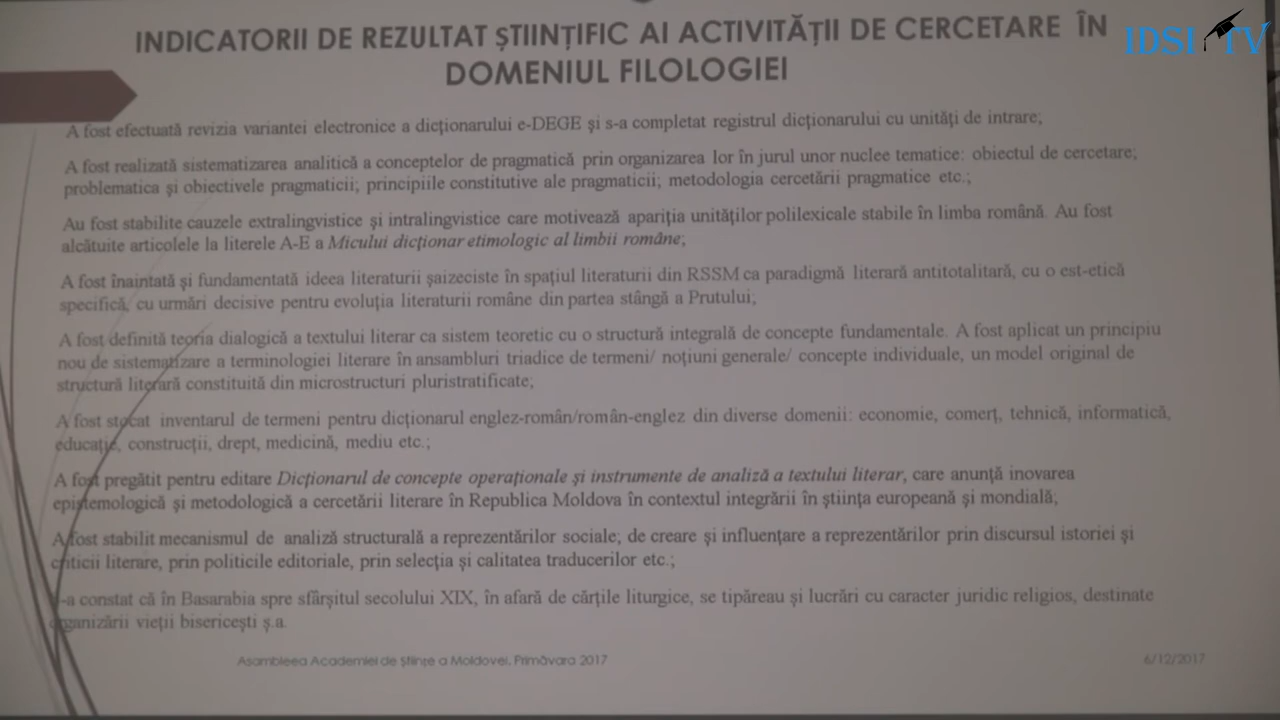 INDICATORII DE REZULTAT ȘTIINȚIFIC AI ACTIVITĂȚII DE CERCETARE ÎN
DOMENIUL FILOLOGIEI
IDSI TV
A fost efectuată revizia variantei electronice a dicționarului e-DEGE și s-a completat registrul dicționarului cu unități de intrare;
A fost realizată sistematizarea analitică a conceptelor de pragmatică prin organizarea lor în jurul unor nuclee tematice: obiectul de cercetare;
problematica și obiectivele pragmaticii; principiile constitutive ale pragmaticii; metodologia cercetării pragmatice etc.;
Au fost stabilite cauzele extralingvistice și intralingvistice care motivează apariția unităților polilexicale stabile în limba română. Au fost
alcătuite articolele la literele A-E a Micului dicționar etimologic al limbii române;
A fost înaintată și fundamentată ideea literaturii șaizeciste în spațiul literaturii din RSSM ca paradigmă literară antitotalitară, cu o est-etică
specifică, cu urmări decisive pentru evoluția literaturii române din partea stângă a Prutului;
A fost definită teoria dialogică a textului literar ca sistem teoretic cu o structură integrală de concepte fundamentale. A fost aplicat un principiu
nou de sistematizare a terminologiei literare în ansambluri triadice de termeni/ noțiuni generale/ concepte individuale, un model original de
structură literară constituită din microstructuri pluristratificate;
A fost stocat inventarul de termeni pentru dicționarul englez-român/român-englez din diverse domenii: economie, comerț, tehnică, informatică,
educație, construcții, drept, medicină, mediu etc.;
A fost pregătit pentru editare Dicționarul de concepte operaționale și instrumente de analiză a textului literar, care anunță inovarea
epistemologică și metodologică a cercetării literare în Republica Moldova în contextul integrării în știința europeană și mondială;
A fost stabilit mecanismul de analiză structurală a reprezentărilor sociale; de creare și influențare a reprezentărilor prin discursul istoriei și
criticii literare, prin politicile editoriale, prin selecția și calitatea traducerilor etc.;
S-a constat că în Basarabia spre sfârșitul secolului XIX, în afară de cărțile liturgice, se tipăreau și lucrări cu caracter juridic religios, destinate
organizării vieții bisericești ș.a.
Asambleea Academiei de Științe a Moldovei, Primăvara 2017
6/12/2017